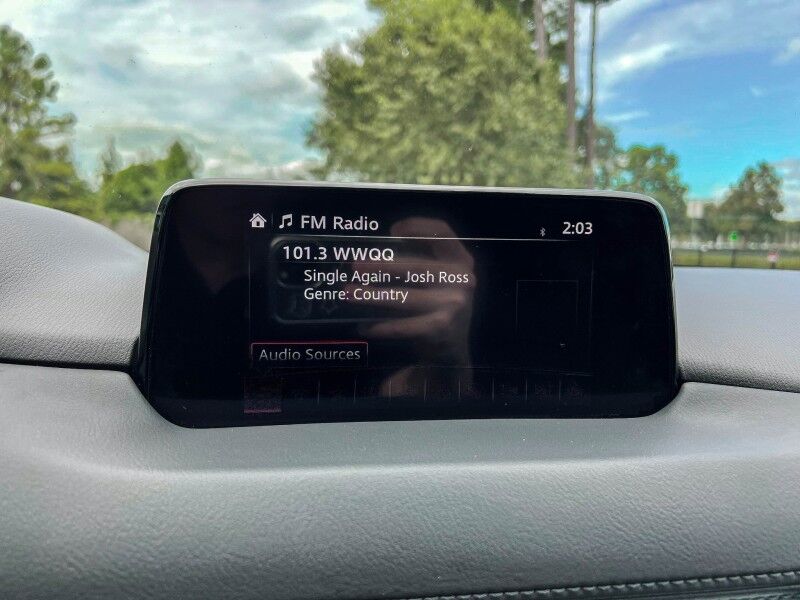 FM Radio 2:03
101.3 WWQQ
Single Again - Josh Ross
Genre: Country
Audio Sources